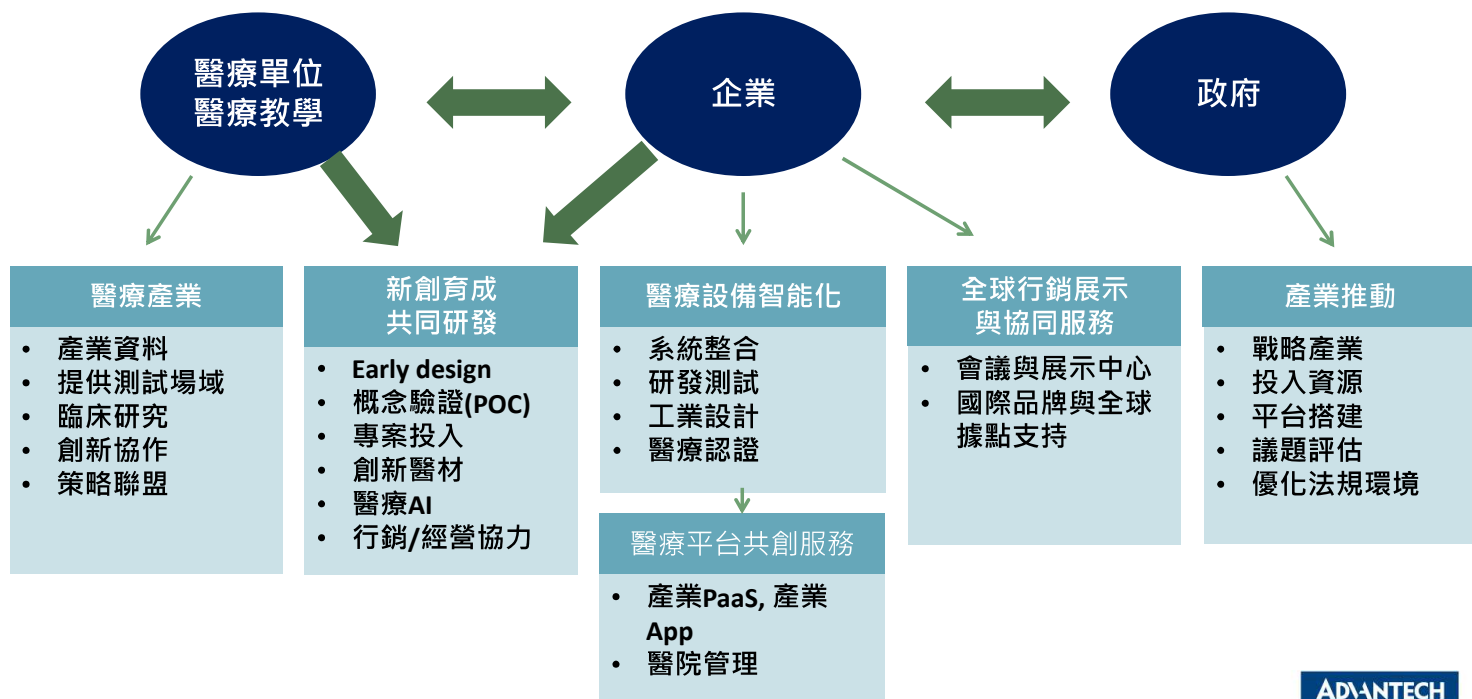 醫療單位
醫療教學
企業
政府
醫療產業
• 產業資料
• 提供測試場域
• 臨床研究
• 創新協作
• 策略聯盟
新創育成
共同研發
• Early design
• 概念驗證(POC)
• 專案投入
• 創新醫材
• 醫療AI
• 行銷/經營協力
醫療設備智能化
• 系統整合
• 研發測試
• 工業設計
• 醫療認證
醫療平台共創服務
• 產業PaaS, 產業
App
• 醫院管理
全球行銷展示
與協同服務
• 會議與展示中心
• 國際品牌與全球
據點支持
產業推動
• 戰略產業
• 投入資源
• 平台搭建
• 議題評估
• 優化法規環境
ADVANTECH